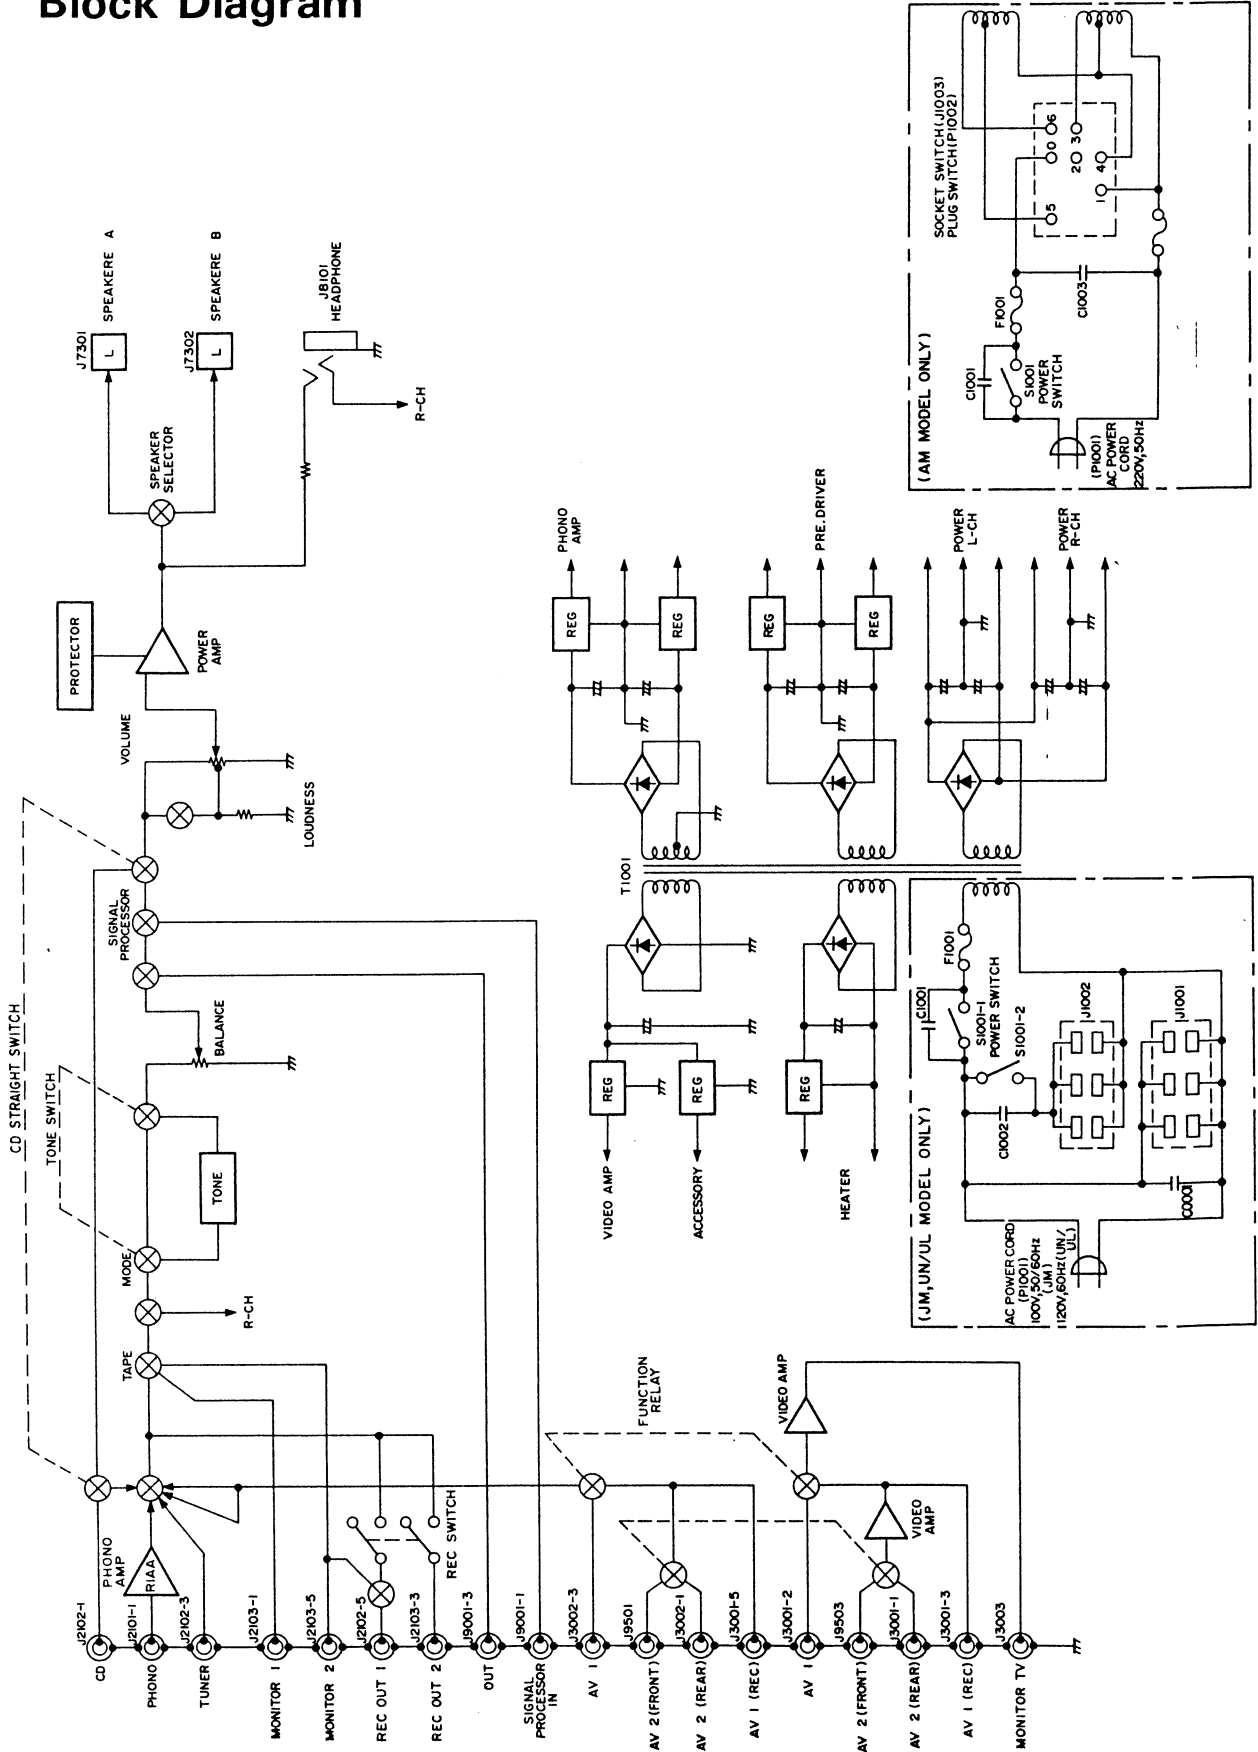 Block Diagram
CD STRAIGHT SWITCH
TONE SWITCH
J2102-1
CD
J2101-1
PHONO
PHONO
AMP
RIAA
J2102-3
TUNER
J2103-1
MONITOR 1
J2103-5
MONITOR 2
J2102-5
REC OUT 1
J2103-3
REC OUT 2
REC SWITCH
J9001-3
OUT
J9001-1
SIGNAL
PROCESSOR
IN
J3002-3
AV 1
J9501
AV 2 (FRONT)
J3002-1
AV 2 (REAR)
J3001-5
AV 1 (REC)
J3001-2
AV 1
J9503
AV 2 (FRONT)
J3001-1
AV 2 (REAR)
J3001-3
AV 1 (REC)
J3003
MONITOR TV
FUNCTION
RELAY
VIDEO AMP
VIDEO
AMP
TAPE
R-CH
MODE
TONE
BALANCE
SIGNAL
PROCESSOR
LOUDNESS
VOLUME
PROTECTOR
POWER
AMP
SPEAKER
SELECTOR
J7301
L
SPEAKERE A
J7302
L
SPEAKERE B
J8101
HEADPHONE
R-CH
T1001
VIDEO AMP
REG
ACCESSORY
REG
HEATER
REG
PHONO
AMP
REG
REG
PRE.DRIVER
REG
REG
POWER
L-CH
POWER
R-CH
(JM,UN/UL MODEL ONLY)
AC POWER CORD
(P1001)
100V,50/60Hz
(JM)
120V,60Hz(UN/
UL)
C1001
F1001
S1001-1
POWER SWITCH
S1001-2
C1002
J1002
J1001
C0001
(AM MODEL ONLY)
(P1001)
AC POWER
CORD
220V,50Hz
C1001
S1001
POWER
SWITCH
F1001
C1003
SOCKET SWITCH(J1003)
PLUG SWITCH(P1002)
5
0
6
2
3
1
4